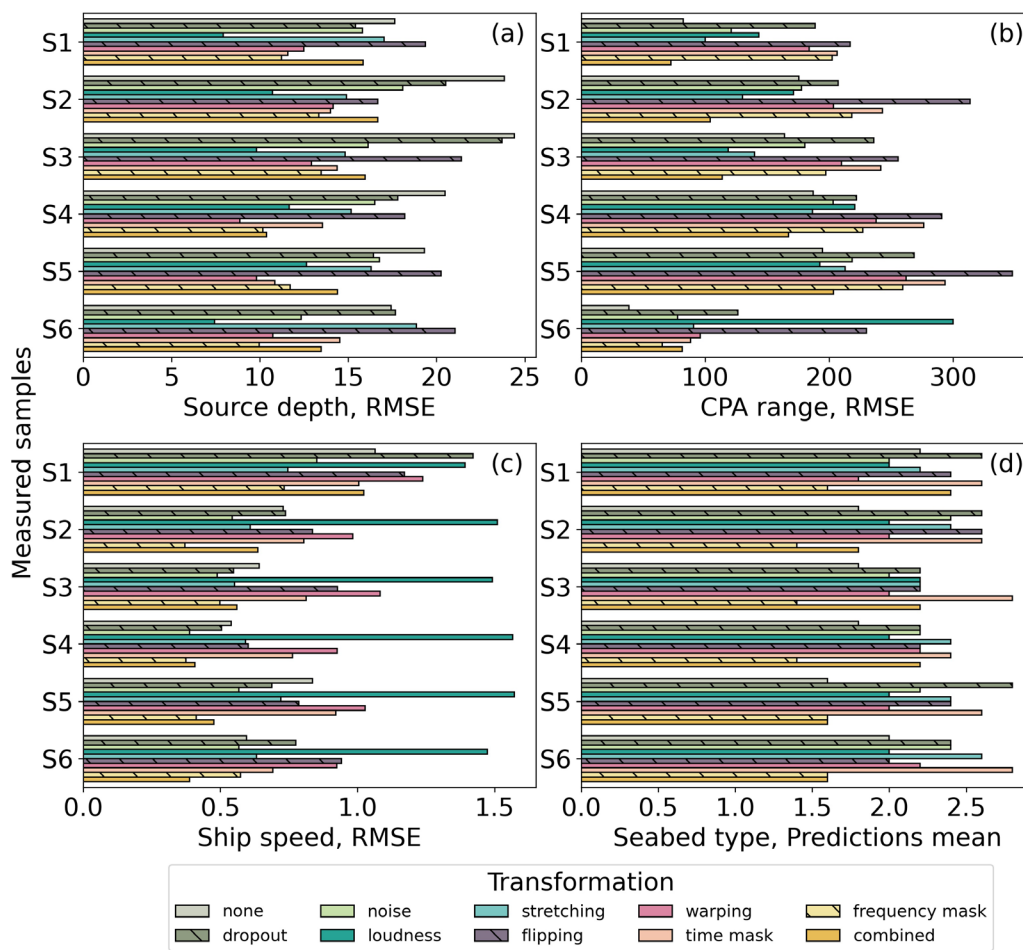 (a)
S1
S2
S3
S4
S5
S6
0 5 10 15 20 25
Source depth, RMSE
(b)
S1
S2
S3
S4
S5
S6
0 100 200 300
CPA range, RMSE
Measured samples
(c)
S1
S2
S3
S4
S5
S6
0.0 0.5 1.0 1.5
Ship speed, RMSE
(d)
S1
S2
S3
S4
S5
S6
0.0 0.5 1.0 1.5 2.0 2.5
Seabed type, Predictions mean
Transformation
none noise stretching warping frequency mask
dropout loudness flipping time mask combined